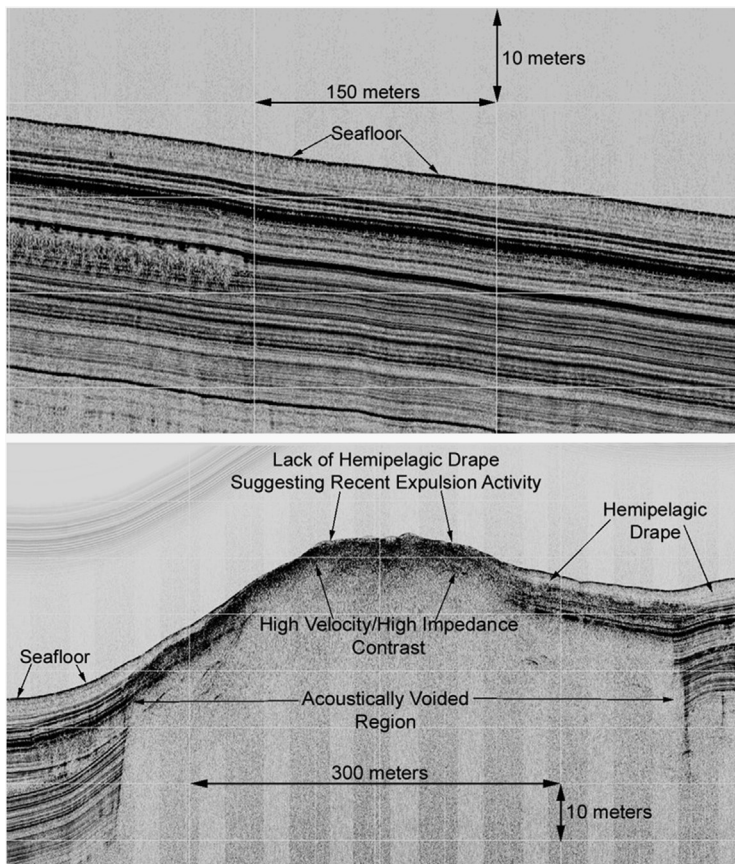 10 meters
150 meters
Seafloor
Lack of Hemipelagic Drape
Suggesting Recent Expulsion Activity
Hemipelagic
Drape
High Velocity/High Impedance
Contrast
Seafloor
Acoustically Voided
Region
300 meters
10 meters